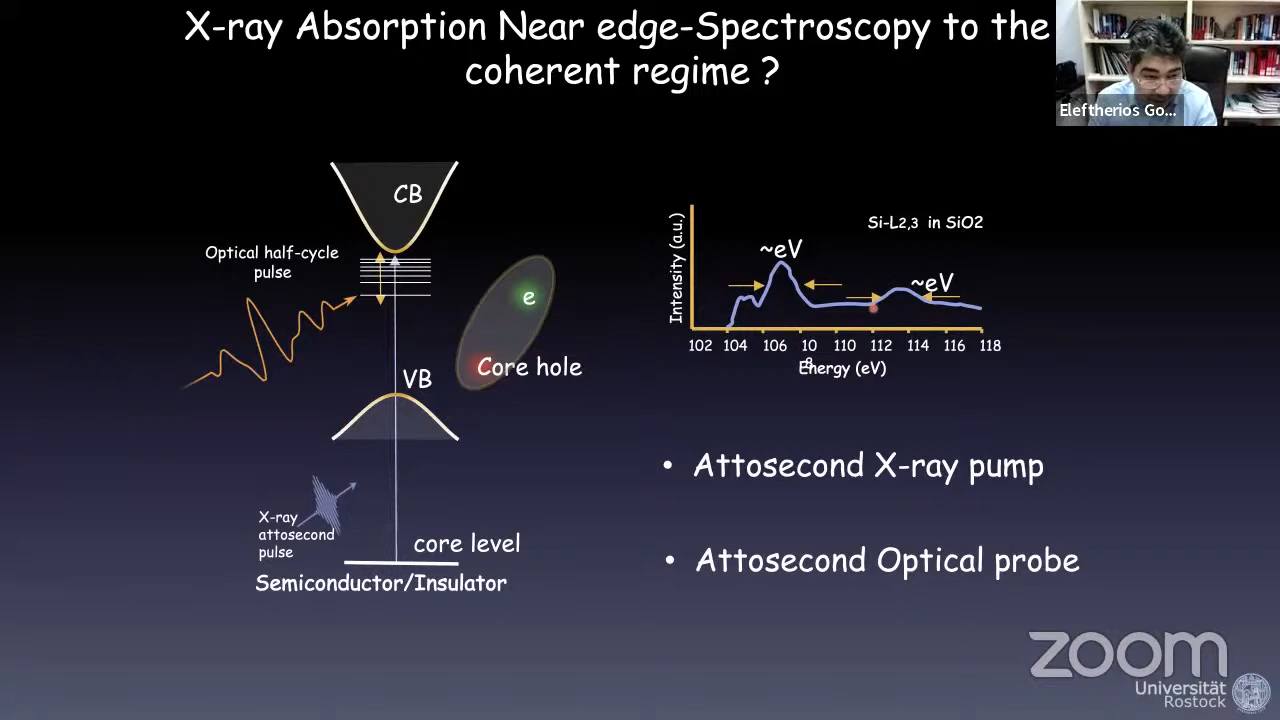 X-ray Absorption Near edge-Spectroscopy to the
coherent regime ?
Eleftherios Go...
CB
Optical half-cycle
pulse
e
Core hole
VB
X-ray
attosecond
pulse
core level
Semiconductor/Insulator
Si-L2,3 in SiO2
~eV
~eV
Intensity (a.u.)
102 104 106 108 110 112 114 116 118
Energy (eV)
• Attosecond X-ray pump
• Attosecond Optical probe
zoom
Universität
Rostock